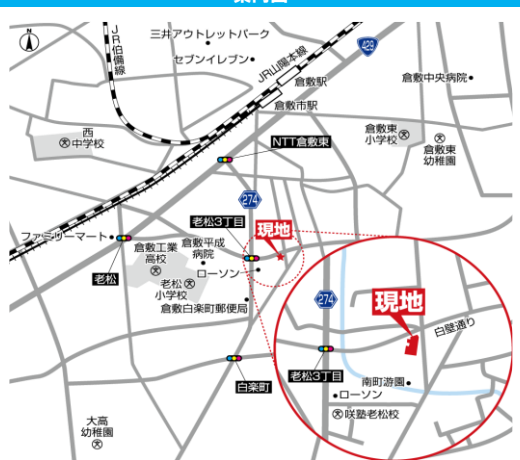 三井アウトレットパーク
セブンイレブン
JR伯備線
JR山陽本線
429
倉敷駅
倉敷市駅
倉敷中央病院
西
中学校
NTT倉敷東
倉敷東
小学校
倉敷東
幼稚園
274
老松3丁目
現地
ファミリーマート
倉敷工業
高校
倉敷平成
病院
老松
ローソン
老松
小学校
倉敷白楽町郵便局
274
現地
白壁通り
白楽町
老松3丁目
南町遊園
ローソン
咲塾老松校
大高
幼稚園